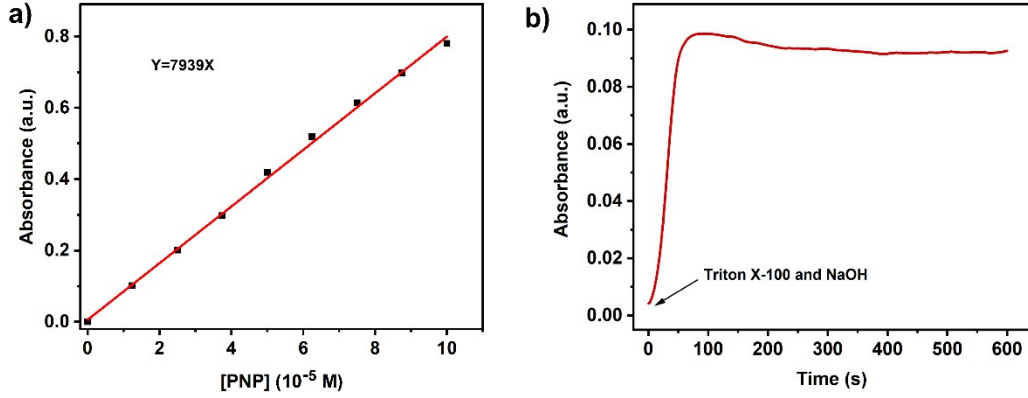 a)
Y=7939X
0.8
0.6
0.4
0.2
0.0
Absorbance (a.u.)
0 2 4 6 8 10
[PNP] (10⁻⁵ M)
b)
0.10
0.08
0.06
0.04
0.02
0.00
Absorbance (a.u.)
Triton X-100 and NaOH
0 100 200 300 400 500 600
Time (s)